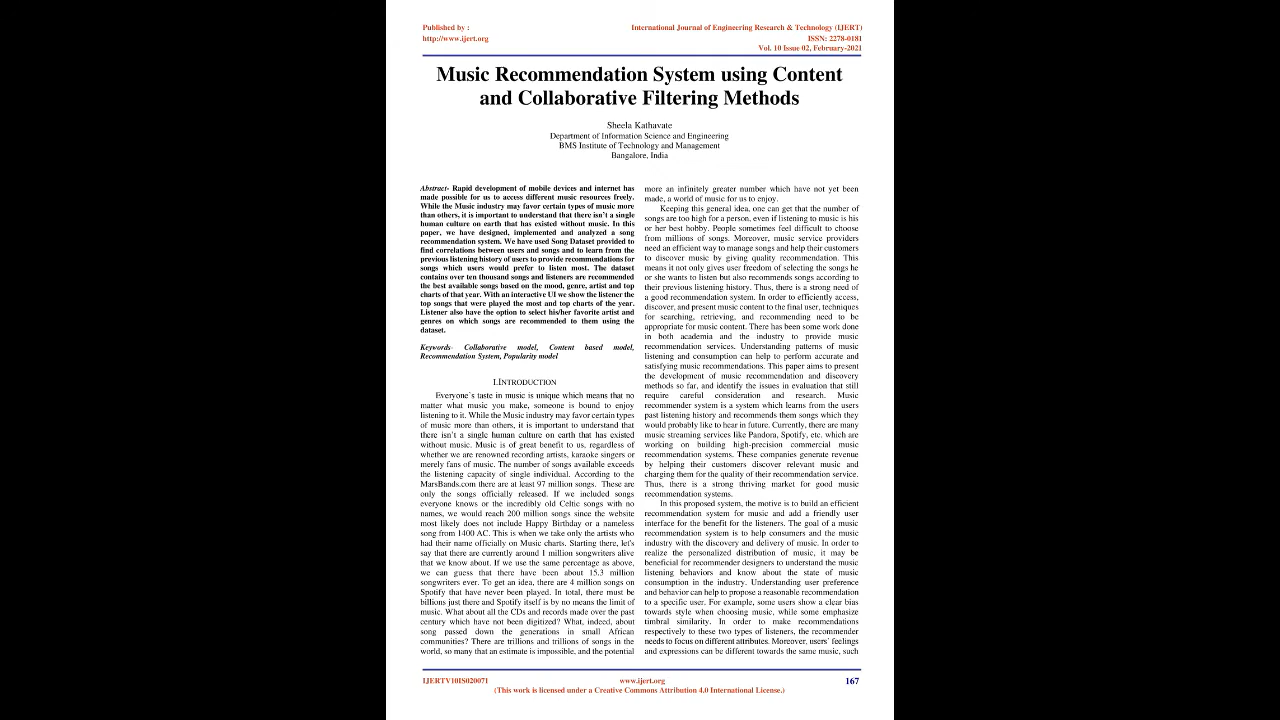 Published by :
http://www.ijert.org
International Journal of Engineering Research & Technology (IJERT)
ISSN: 2278-0181
Vol. 10 Issue 02, February-2021
Music Recommendation System using Content
and Collaborative Filtering Methods
Sheela Kathavate
Department of Information Science and Engineering
BMS Institute of Technology and Management
Bangalore, India
Abstract- Rapid development of mobile devices and internet has
made possible for us to access different music resources freely.
While the Music industry may favor certain types of music more
than others, it is important to understand that there isn't a single
human culture on earth that has existed without music. In this
paper, we have designed, implemented and analyzed a song
recommendation system. We have used Song Dataset provided to
find correlations between users and songs and to learn from the
previous listening history of users to provide recommendations for
songs which users would prefer to listen most. The dataset
contains over ten thousand songs and listeners are recommended
the best available songs based on the mood, genre, artist and top
charts of that year. With an interactive UI we show the listener the
top songs that were played the most and top charts of the year.
Listener also have the option to select his/her favorite artist and
genres on which songs are recommended to them using the
dataset.
Keywords- Collaborative model, Content based model,
Recommendation System, Popularity model
I.INTRODUCTION
Everyone`s taste in music is unique which means that no
matter what music you make, someone is bound to enjoy
listening to it. While the Music industry may favor certain types
of music more than others, it is important to understand that
there isn't a single human culture on earth that has existed
without music. Music is of great benefit to us, regardless of
whether we are renowned recording artists, karaoke singers or
merely fans of music. The number of songs available exceeds
the listening capacity of single individual. According to the
MarsBands.com there are at least 97 million songs. These are
only the songs officially released. If we included songs
everyone knows or the incredibly old Celtic songs with no
names, we would reach 200 million songs since the website
most likely does not include Happy Birthday or a nameless
song from 1400 AC. This is when we take only the artists who
had their name officially on Music charts. Starting there, let's
say that there are currently around 1 million songwriters alive
that we know about. If we use the same percentage as above,
we can guess that there have been about 15.3 million
songwriters ever. To get an idea, there are 4 million songs on
Spotify that have never been played. In total, there must be
billions just there and Spotify itself is by no means the limit of
music. What about all the CDs and records made over the past
century which have not been digitized? What, indeed, about
song passed down the generations in small African
communities? There are trillions and trillions of songs in the
world, so many that an estimate is impossible, and the potential
more an infinitely greater number which have not yet been
made, a world of music for us to enjoy.
Keeping this general idea, one can get that the number of
songs are too high for a person, even if listening to music is his
or her best hobby. People sometimes feel difficult to choose
from millions of songs. Moreover, music service providers
need an efficient way to manage songs and help their customers
to discover music by giving quality recommendation. This
means it not only gives user freedom of selecting the songs he
or she wants to listen but also recommends songs according to
their previous listening history. Thus, there is a strong need of
a good recommendation system. In order to efficiently access,
discover, and present music content to the final user, techniques
for searching, retrieving, and recommending need to be
appropriate for music content. There has been some work done
in both academia and the industry to provide music
recommendation services. Understanding patterns of music
listening and consumption can help to perform accurate and
satisfying music recommendations. This paper aims to present
the development of music recommendation and discovery
methods so far, and identify the issues in evaluation that still
require careful consideration and research. Music
recommender system is a system which learns from the users
past listening history and recommends them songs which they
would probably like to hear in future. Currently, there are many
music streaming services like Pandora, Spotify, etc. which are
working on building high-precision commercial music
recommendation systems. These companies generate revenue
by helping their customers discover relevant music and
charging them for the quality of their recommendation service.
Thus, there is a strong thriving market for good music
recommendation systems.
In this proposed system, the motive is to build an efficient
recommendation system for music and add a friendly user
interface for the benefit for the listeners. The goal of a music
recommendation system is to help consumers and the music
industry with the discovery and delivery of music. In order to
realize the personalized distribution of music, it may be
beneficial for recommender designers to understand the music
listening behaviors and know about the state of music
consumption in the industry. Understanding user preference
and behavior can help to propose a reasonable recommendation
to a specific user. For example, some users show a clear bias
towards style when choosing music, while some emphasize
timbral similarity. In order to make recommendations
respectively to these two types of listeners, the recommender
needs to focus on different attributes. Moreover, users' feelings
and expressions can be different towards the same music, such
IJERTV10IS020071
www.ijert.org
167
(This work is licensed under a Creative Commons Attribution 4.0 International License.)